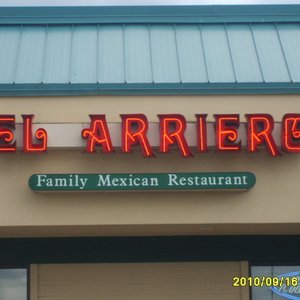 EL ARRIERO
Family Mexican Restaurant
2010/09/16